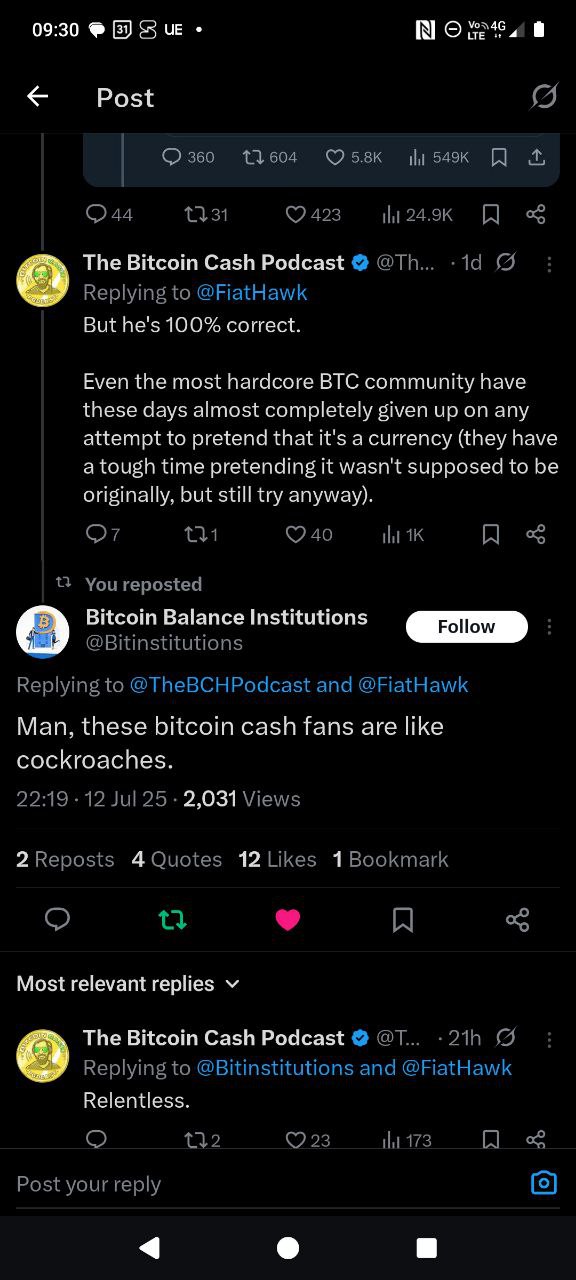 09:30 31 UE Vo LTE 4G
Post
360 604 5.8K 549K
44 31 423 24.9K
The Bitcoin Cash Podcast @Th... · 1d
Replying to @FiatHawk
But he's 100% correct.
Even the most hardcore BTC community have
these days almost completely given up on any
attempt to pretend that it's a currency (they have
a tough time pretending it wasn't supposed to be
originally, but still try anyway).
7 1 40 1K
You reposted
Bitcoin Balance Institutions
@Bitinstitutions
Follow
Replying to @TheBCHPodcast and @FiatHawk
Man, these bitcoin cash fans are like
cockroaches.
22:19 · 12 Jul 25 · 2,031 Views
2 Reposts 4 Quotes 12 Likes 1 Bookmark
Most relevant replies
The Bitcoin Cash Podcast @T... · 21h
Replying to @Bitinstitutions and @FiatHawk
Relentless.
2 23 173
Post your reply